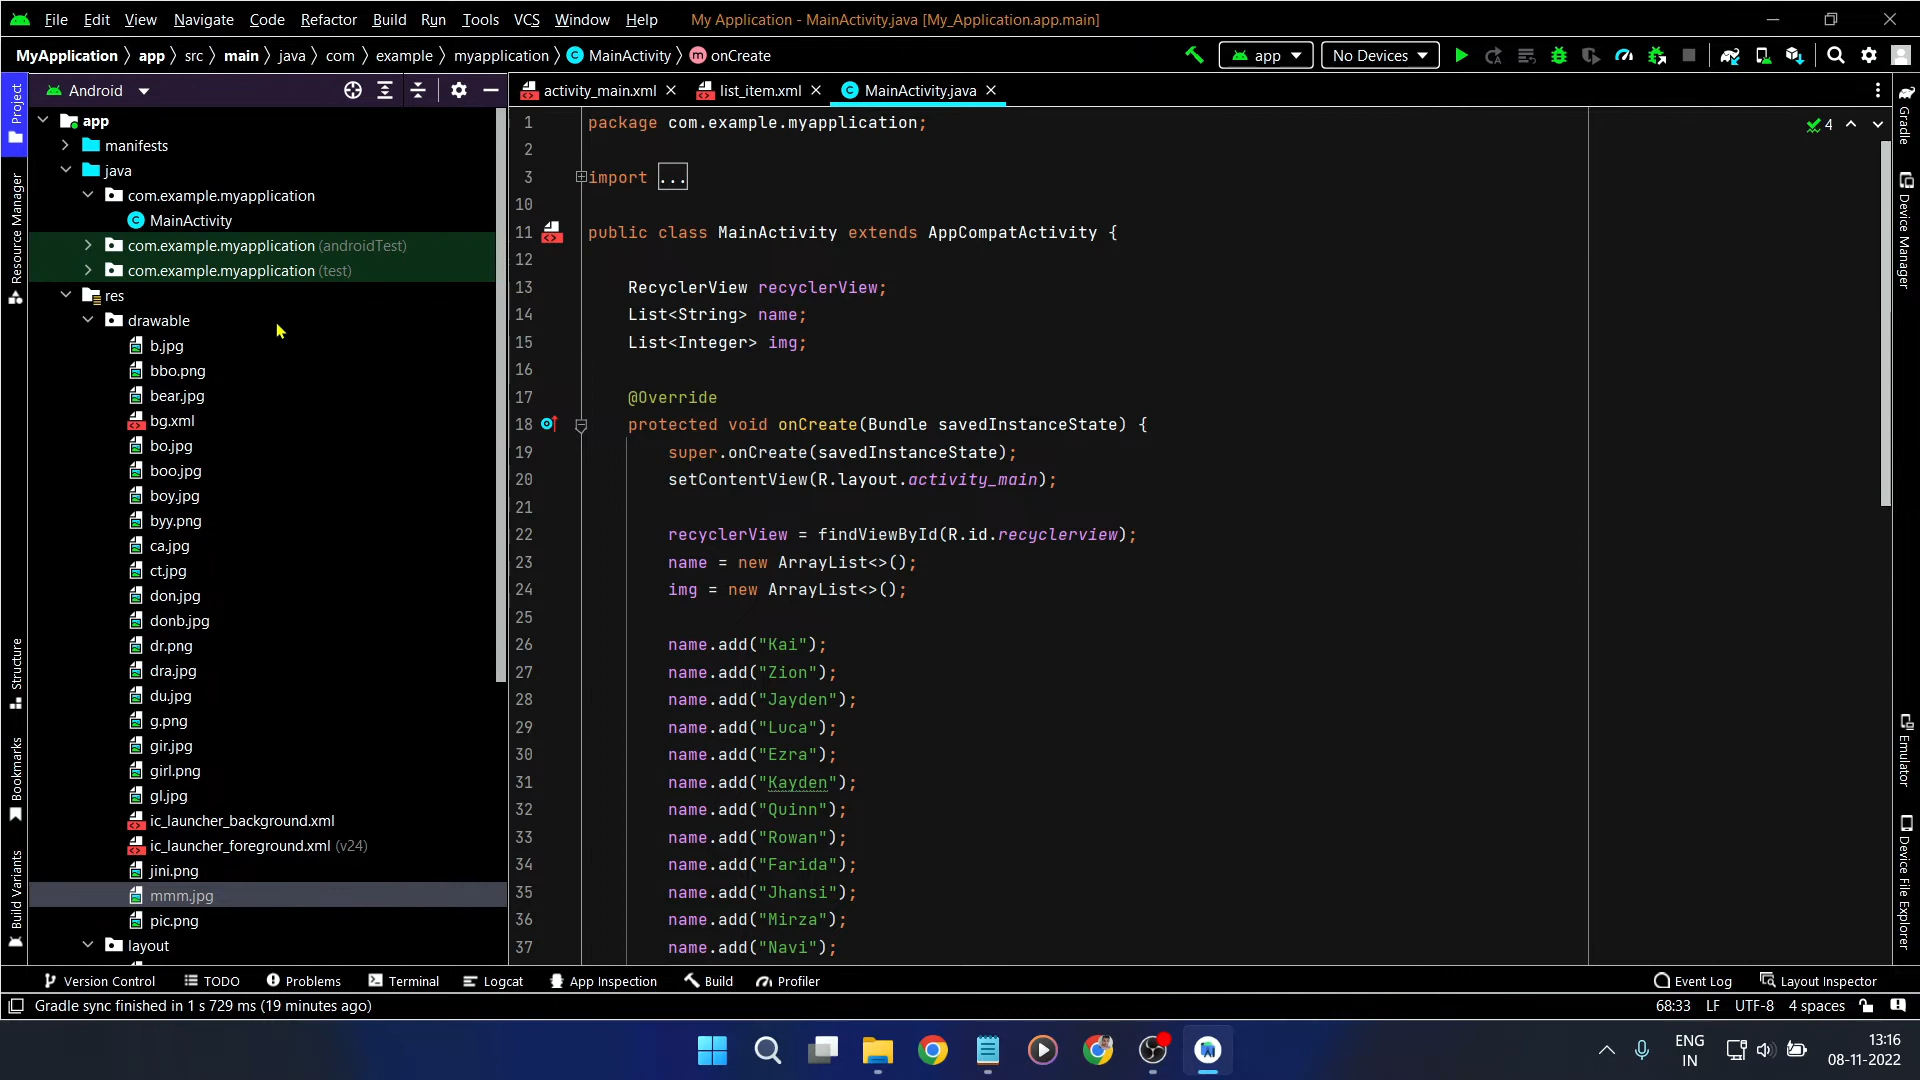 File Edit View Navigate Code Refactor Build Run Tools VCS Window Help My Application - MainActivity.java [My_Application.app.main]
MyApplication app src main java com example myapplication MainActivity onCreate app No Devices
Project Android activity_main.xml list_item.xml MainActivity.java Gradle
app
manifests
java
com.example.myapplication
MainActivity
com.example.myapplication (androidTest)
com.example.myapplication (test)
res
drawable
b.jpg
bbo.png
bear.jpg
bg.xml
bo.jpg
boo.jpg
boy.jpg
byy.png
ca.jpg
ct.jpg
don.jpg
donb.jpg
dr.png
dra.jpg
du.jpg
g.png
gir.jpg
girl.png
gl.jpg
ic_launcher_background.xml
ic_launcher_foreground.xml (v24)
jini.png
mmm.jpg
pic.png
layout
Resource Manager
Structure
Bookmarks
Build Variants
1 package com.example.myapplication;
2
3 import ...
10
11 public class MainActivity extends AppCompatActivity {
12
13 RecyclerView recyclerView;
14 List<String> name;
15 List<Integer> img;
16
17 @Override
18 protected void onCreate(Bundle savedInstanceState) {
19 super.onCreate(savedInstanceState);
20 setContentView(R.layout.activity_main);
21
22 recyclerView = findViewById(R.id.recyclerview);
23 name = new ArrayList<>();
24 img = new ArrayList<>();
25
26 name.add("Kai");
27 name.add("Zion");
28 name.add("Jayden");
29 name.add("Luca");
30 name.add("Ezra");
31 name.add("Kayden");
32 name.add("Quinn");
33 name.add("Rowan");
34 name.add("Farida");
35 name.add("Jhansi");
36 name.add("Mirza");
37 name.add("Navi");
4
Device Manager
Emulator
Device File Explorer
Version Control TODO Problems Terminal Logcat App Inspection Build Profiler Event Log Layout Inspector
Gradle sync finished in 1 s 729 ms (19 minutes ago) 68:33 LF UTF-8 4 spaces
ENG
IN
13:16
08-11-2022